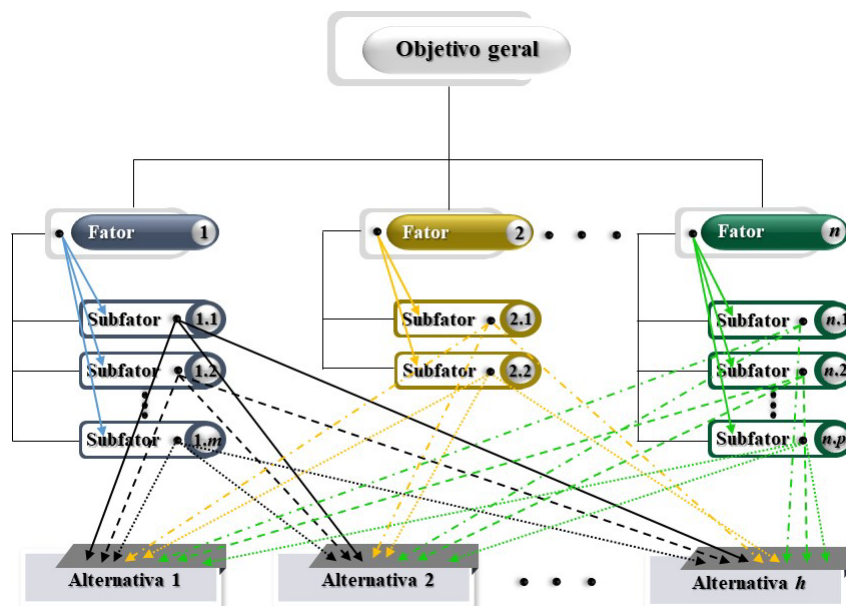 Objetivo geral
Fator 1
Fator 2
Fator n
Subfator 1.1
Subfator 2.1
Subfator n.1
Subfator 1.2
Subfator 2.2
Subfator n.2
Subfator 1.m
Subfator n.p
Alternativa 1
Alternativa 2
Alternativa h